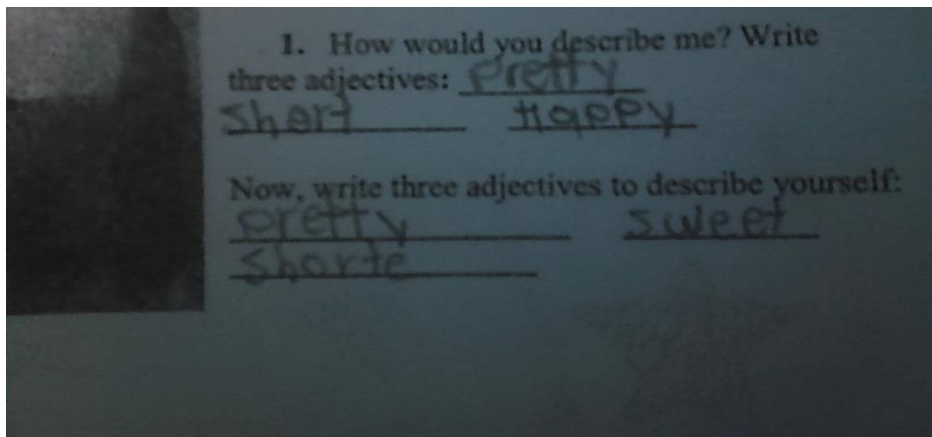 1. How would you describe me? Write
three adjectives: Pretty
Short Happy
Now, write three adjectives to describe yourself:
pretty sweet
Shorte